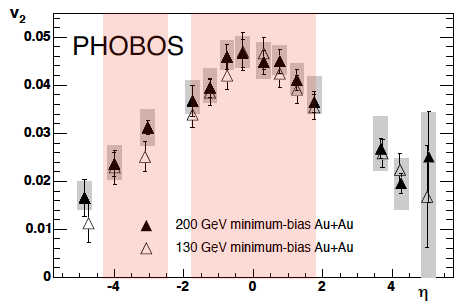 v2
0.05
PHOBOS
0.04
0.03
0.02
200 GeV minimum-bias Au+Au
0.01
130 GeV minimum-bias Au+Au
0
-4 -2 0 2 4 η